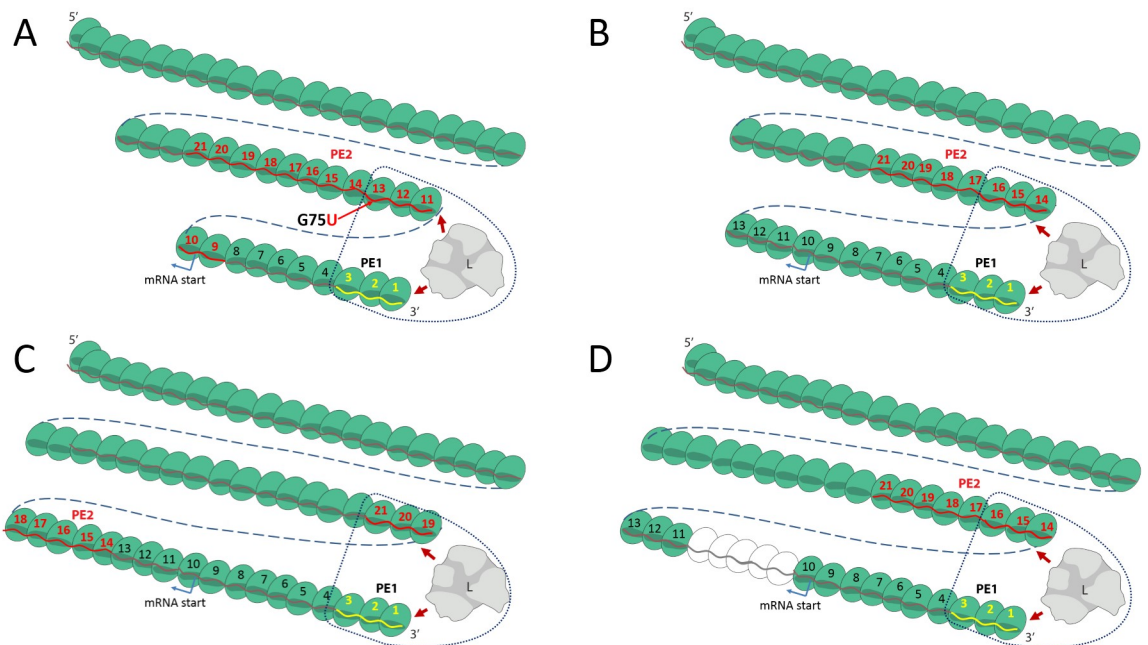 A
5′
21 20 19 18 17 16 15 14 13 12 11
PE2
G75U
10 9 8 7 6 5 4 3 2 1
PE1
L
mRNA start
3′
B
5′
21 20 19 18 17 16 15 14
PE2
13 12 11 10 9 8 7 6 5 4 3 2 1
PE1
L
mRNA start
3′
C
5′
21 20 19
18 17 16 15 14 13 12 11 10 9 8 7 6 5 4 3 2 1
PE2
PE1
L
mRNA start
3′
D
5′
21 20 19 18 17 16 15 14
PE2
13 12 11 10 9 8 7 6 5 4 3 2 1
PE1
L
mRNA start
3′